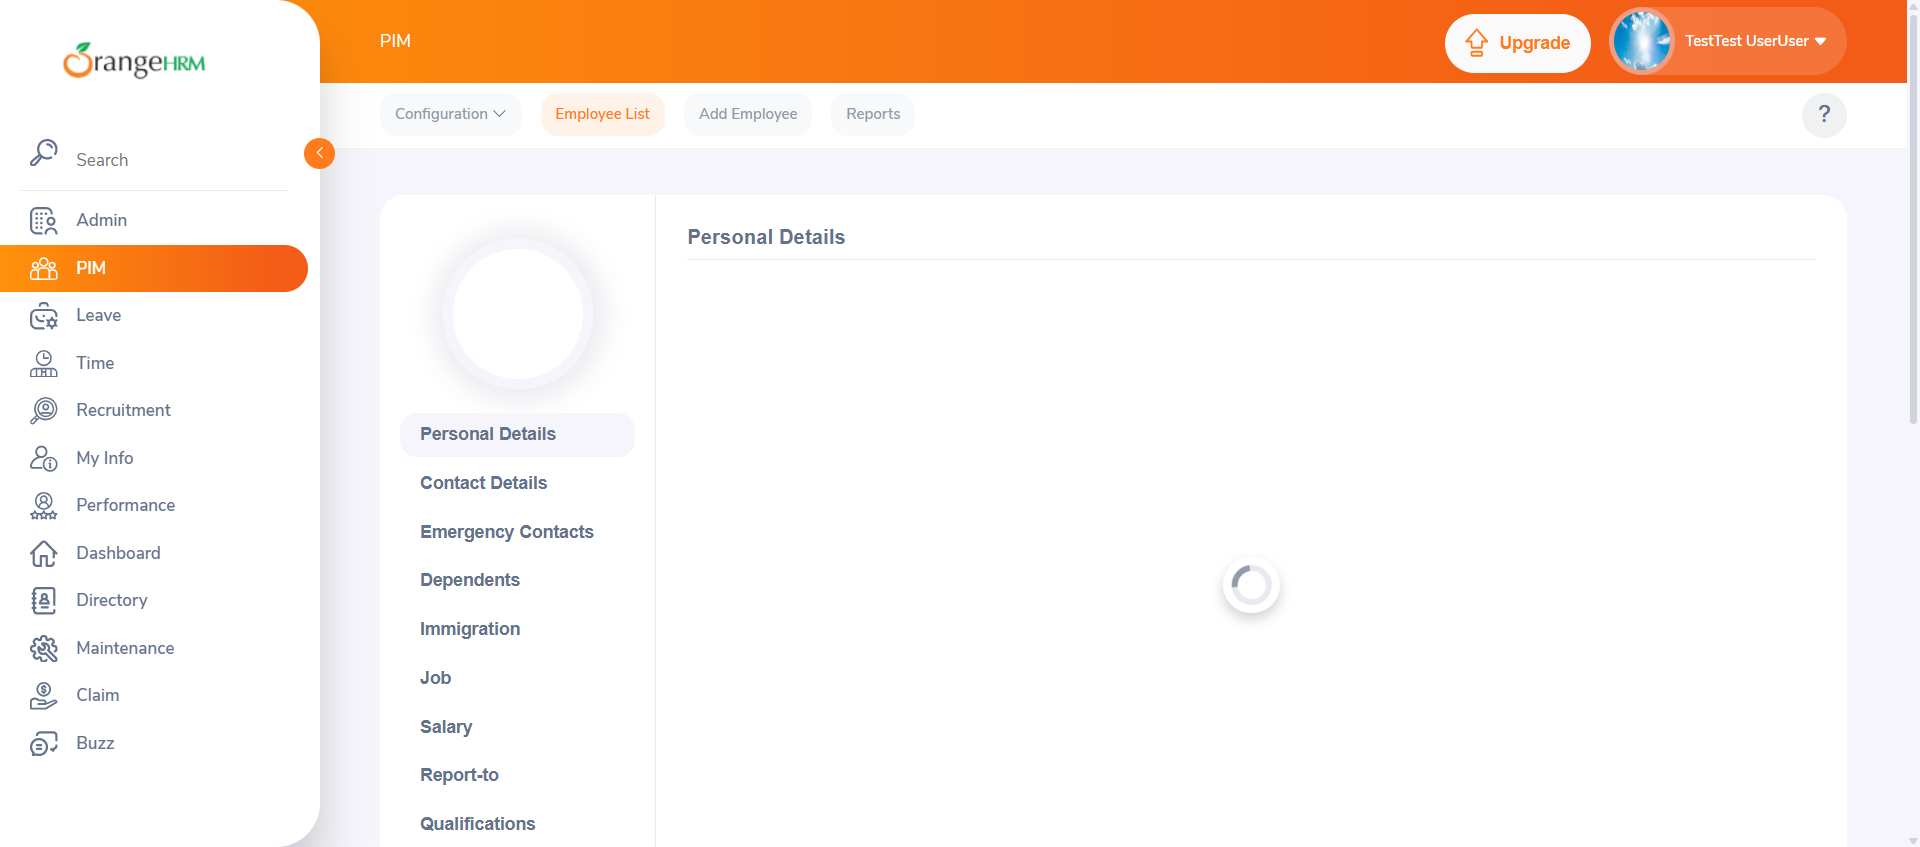 OrangeHRM
PIM
Upgrade
TestTest UserUser
Configuration
Employee List
Add Employee
Reports
?
Search
Admin
PIM
Leave
Time
Recruitment
My Info
Performance
Dashboard
Directory
Maintenance
Claim
Buzz
Personal Details
Contact Details
Emergency Contacts
Dependents
Immigration
Job
Salary
Report-to
Qualifications
Personal Details